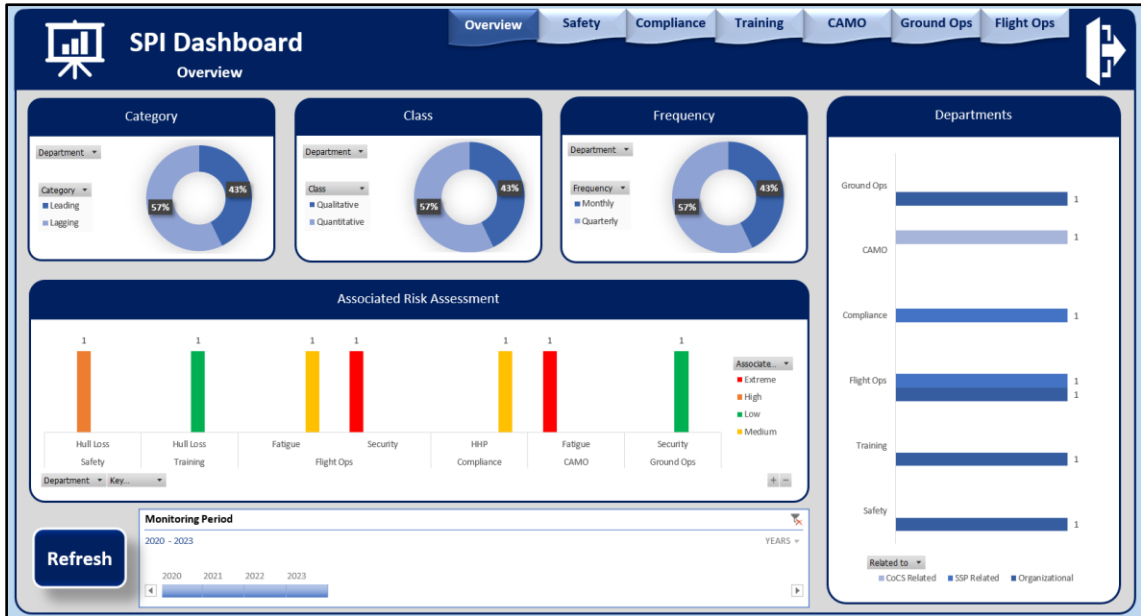 SPI Dashboard
Overview
Overview
Safety
Compliance
Training
CAMO
Ground Ops
Flight Ops
Category
Department
Category
Leading
Lagging
43%
57%
Class
Department
Class
Qualitative
Quantitative
43%
57%
Frequency
Department
Frequency
Monthly
Quarterly
43%
57%
Departments
Ground Ops
1
CAMO
1
Compliance
1
Flight Ops
1
1
Training
1
Safety
1
Related to
CoCS Related SSP Related Organizational
Associated Risk Assessment
1 1 1 1 1 1 1
Associate...
Extreme
High
Low
Medium
Hull Loss Hull Loss Fatigue Security HHP Fatigue Security
Safety Training Flight Ops Compliance CAMO Ground Ops
Department Key...
+ −
Refresh
Monitoring Period
2020 - 2023
YEARS
2020 2021 2022 2023